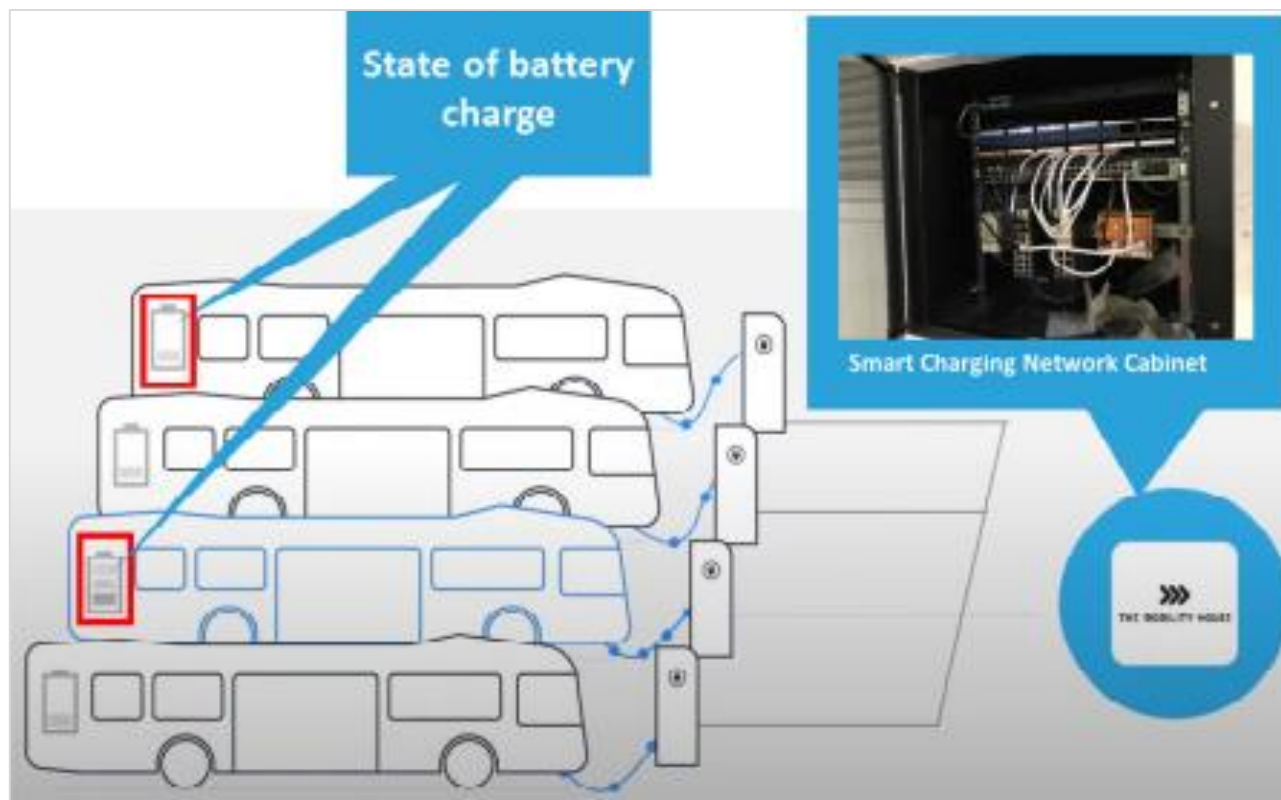 State of battery
charge
Smart Charging Network Cabinet
THE MOBILITY HOUSE